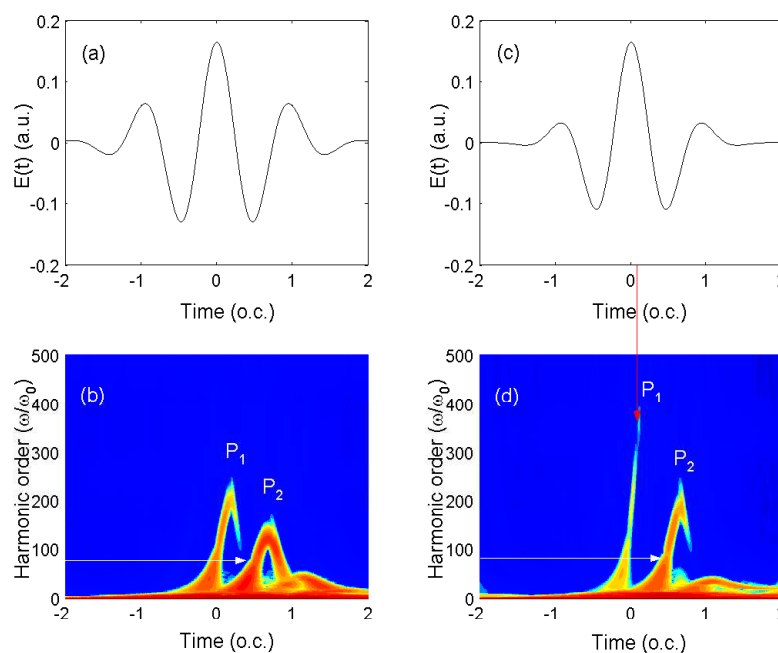 0.2
0.1
0
-0.1
-0.2
E(t) (a.u.)
(a)
-2 -1 0 1 2
Time (o.c.)
0.2
0.1
0
-0.1
-0.2
E(t) (a.u.)
(c)
-2 -1 0 1 2
Time (o.c.)
500
400
300
200
100
0
Harmonic order (ω/ω₀)
(b)
P₁
P₂
-2 -1 0 1 2
Time (o.c.)
500
400
300
200
100
0
Harmonic order (ω/ω₀)
(d)
P₁
P₂
-2 -1 0 1 2
Time (o.c.)